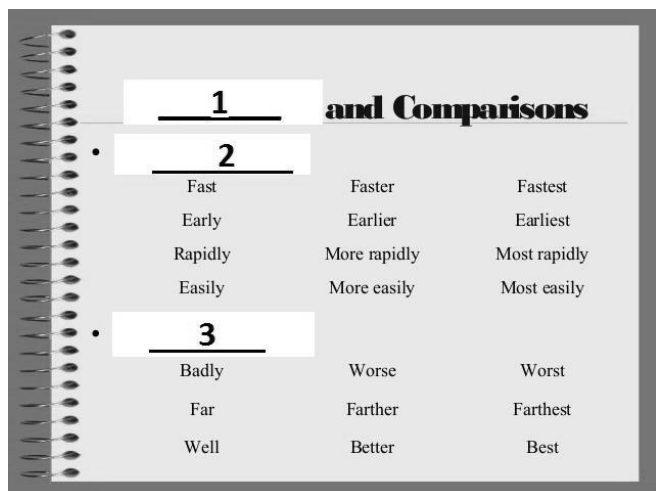 1 and Comparisons
• 2
Fast Faster Fastest
Early Earlier Earliest
Rapidly More rapidly Most rapidly
Easily More easily Most easily
• 3
Badly Worse Worst
Far Farther Farthest
Well Better Best